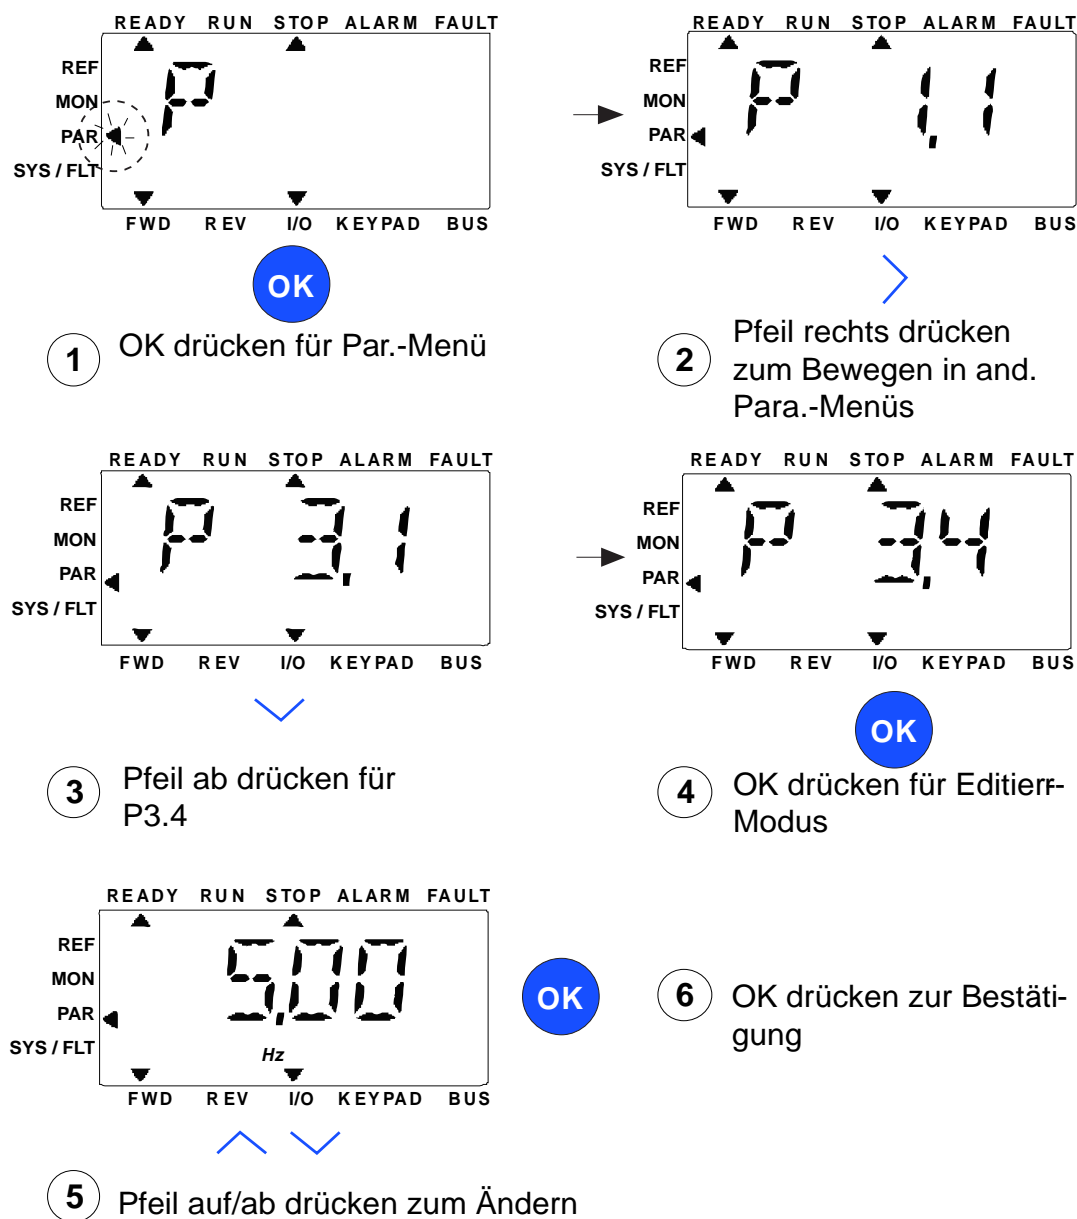 READY RUN STOP ALARM FAULT
REF
MON
PAR
SYS / FLT
P
FWD REV I/O KEYPAD BUS
OK
1 OK drücken für Par.-Menü
READY RUN STOP ALARM FAULT
REF
MON
PAR
SYS / FLT
P 1.1
FWD REV I/O KEYPAD BUS
2 Pfeil rechts drücken
zum Bewegen in and.
Para.-Menüs
READY RUN STOP ALARM FAULT
REF
MON
PAR
SYS / FLT
P 3.1
FWD REV I/O KEYPAD BUS
3 Pfeil ab drücken für
P3.4
READY RUN STOP ALARM FAULT
REF
MON
PAR
SYS / FLT
P 3.4
FWD REV I/O KEYPAD BUS
OK
4 OK drücken für Editierr-
Modus
READY RUN STOP ALARM FAULT
REF
MON
PAR
SYS / FLT
5.00
Hz
FWD REV I/O KEYPAD BUS
5 Pfeil auf/ab drücken zum Ändern
OK
6 OK drücken zur Bestäti-
gung